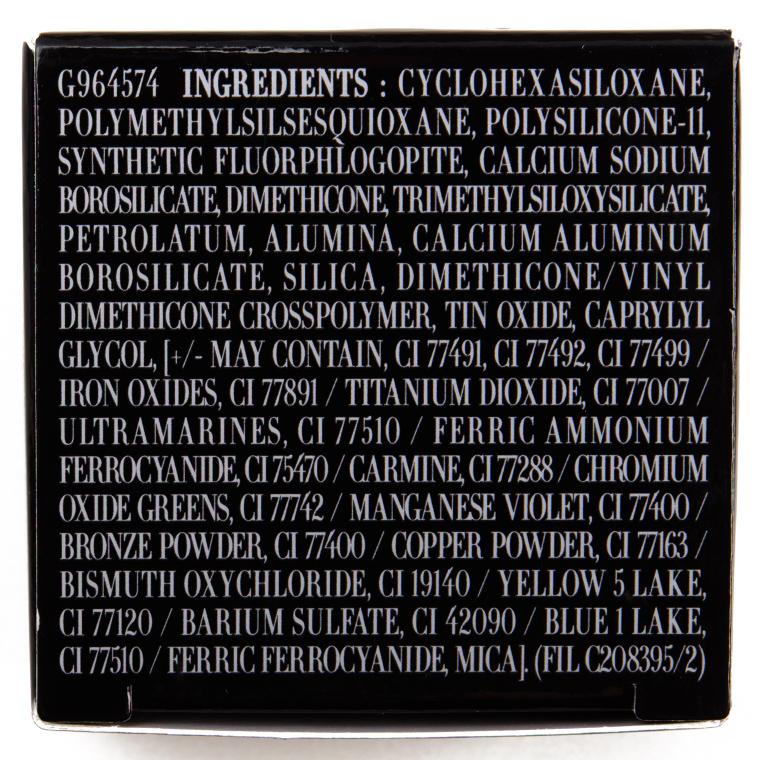 G964574 INGREDIENTS : CYCLOHEXASILOXANE,
POLYMETHYLSILSESQUIOXANE, POLYSILICONE-11,
SYNTHETIC FLUORPHLOGOPITE, CALCIUM SODIUM
BOROSILICATE, DIMETHICONE, TRIMETHYLSILOXYSILICATE,
PETROLATUM, ALUMINA, CALCIUM ALUMINUM
BOROSILICATE, SILICA, DIMETHICONE/VINYL
DIMETHICONE CROSSPOLYMER, TIN OXIDE, CAPRYLYL
GLYCOL, [+/- MAY CONTAIN, CI 77491, CI 77492, CI 77499 /
IRON OXIDES, CI 77891 / TITANIUM DIOXIDE, CI 77007 /
ULTRAMARINES, CI 77510 / FERRIC AMMONIUM
FERROCYANIDE, CI 75470 / CARMINE, CI 77288 / CHROMIUM
OXIDE GREENS, CI 77742 / MANGANESE VIOLET, CI 77400 /
BRONZE POWDER, CI 77400 / COPPER POWDER, CI 77163 /
BISMUTH OXYCHLORIDE, CI 19140 / YELLOW 5 LAKE,
CI 77120 / BARIUM SULFATE, CI 42090 / BLUE 1 LAKE,
CI 77510 / FERRIC FERROCYANIDE, MICA]. (FIL C208395/2)